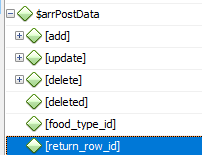 $arrPostData
[add]
[update]
[delete]
[deleted]
[food_type_id]
[return_row_id]